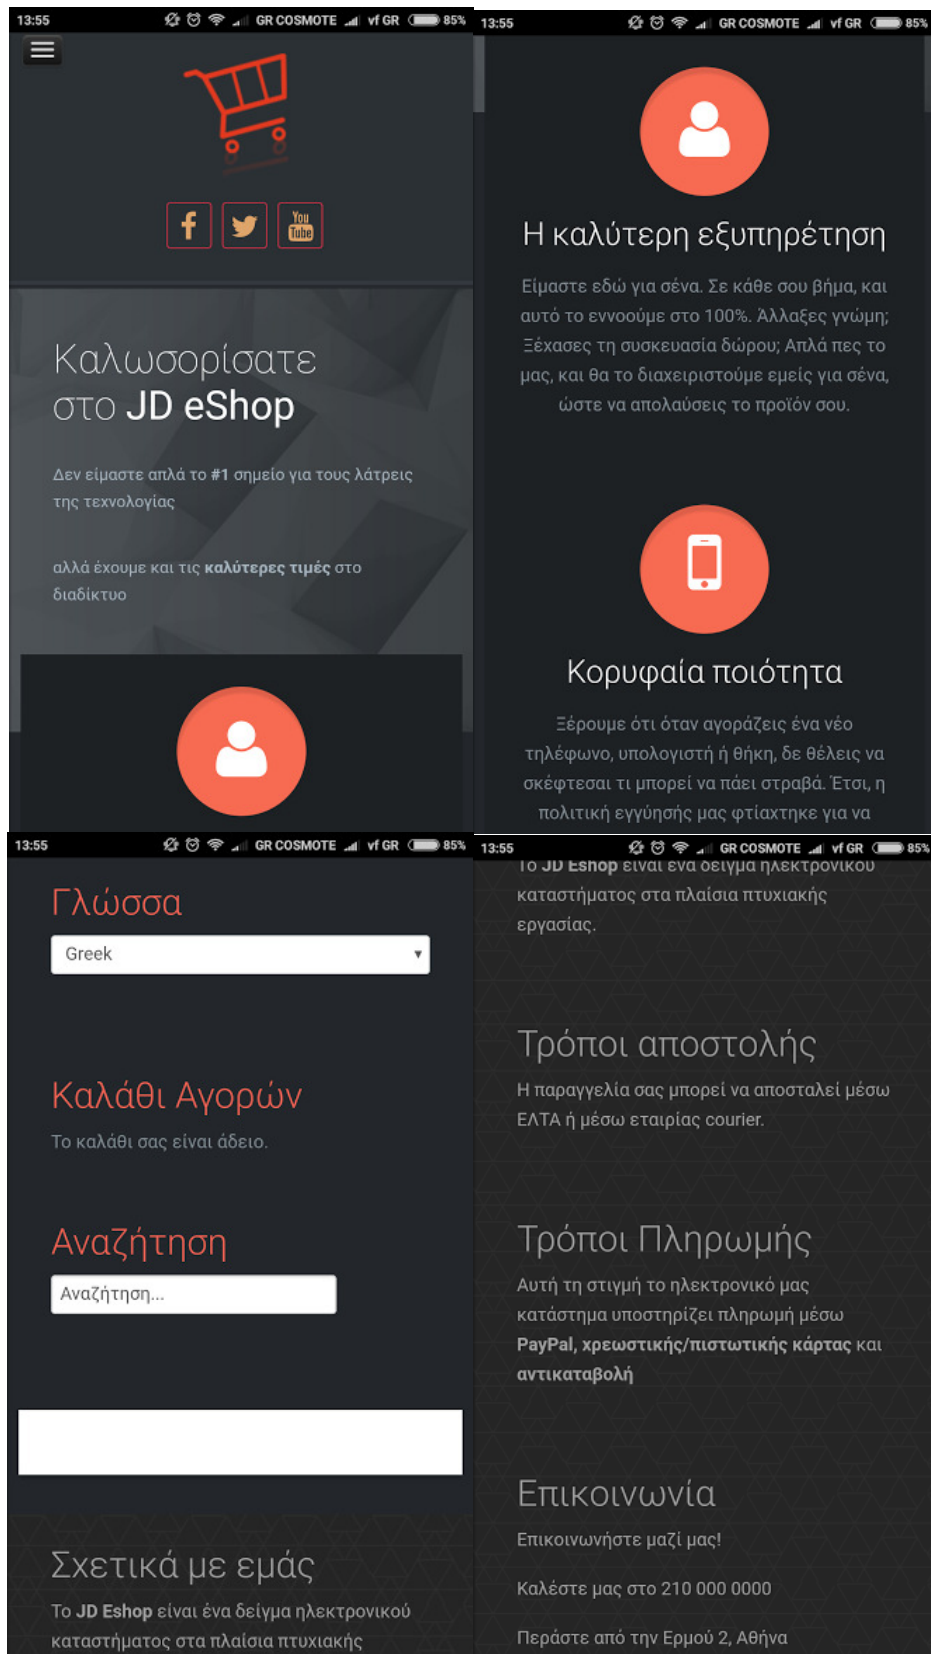 13:55 GR COSMOTE vf GR 85%
f
You
Tube
Καλωσορίσατε
στο JD eShop
Δεν είμαστε απλά το #1 σημείο για τους λάτρεις
της τεχνολογίας
αλλά έχουμε και τις καλύτερες τιμές στο
διαδίκτυο
13:55 GR COSMOTE vf GR 85%
Η καλύτερη εξυπηρέτηση
Είμαστε εδώ για σένα. Σε κάθε σου βήμα, και
αυτό το εννοούμε στο 100%. Άλλαξες γνώμη;
Ξέχασες τη συσκευασία δώρου; Απλά πες το
μας, και θα το διαχειριστούμε εμείς για σένα,
ώστε να απολαύσεις το προϊόν σου.
Κορυφαία ποιότητα
Ξέρουμε ότι όταν αγοράζεις ένα νέο
τηλέφωνο, υπολογιστή ή θήκη, δε θέλεις να
σκέφτεσαι τι μπορεί να πάει στραβά. Έτσι, η
πολιτική εγγύησής μας φτίαχτηκε για να
13:55 GR COSMOTE vf GR 85%
Γλώσσα
Greek
Καλάθι Αγορών
Το καλάθι σας είναι άδειο.
Αναζήτηση
Αναζήτηση...
Σχετικά με εμάς
Το JD Eshop είναι ένα δείγμα ηλεκτρονικού
καταστήματος στα πλαίσια πτυχιακής
13:55 GR COSMOTE vf GR 85%
Το JD Eshop είναι ένα δείγμα ηλεκτρονικού
καταστήματος στα πλαίσια πτυχιακής
εργασίας.
Τρόποι αποστολής
Η παραγγελία σας μπορεί να αποσταλεί μέσω
ΕΛΤΑ ή μέσω εταιρίας courier.
Τρόποι Πληρωμής
Αυτή τη στιγμή το ηλεκτρονικό μας
κατάστημα υποστηρίζει πληρωμή μέσω
PayPal, χρεωστικής/πιστωτικής κάρτας και
αντικαταβολή
Επικοινωνία
Επικοινωνήστε μαζί μας!
Καλέστε μας στο 210 000 0000
Περάστε από την Ερμού 2, Αθήνα